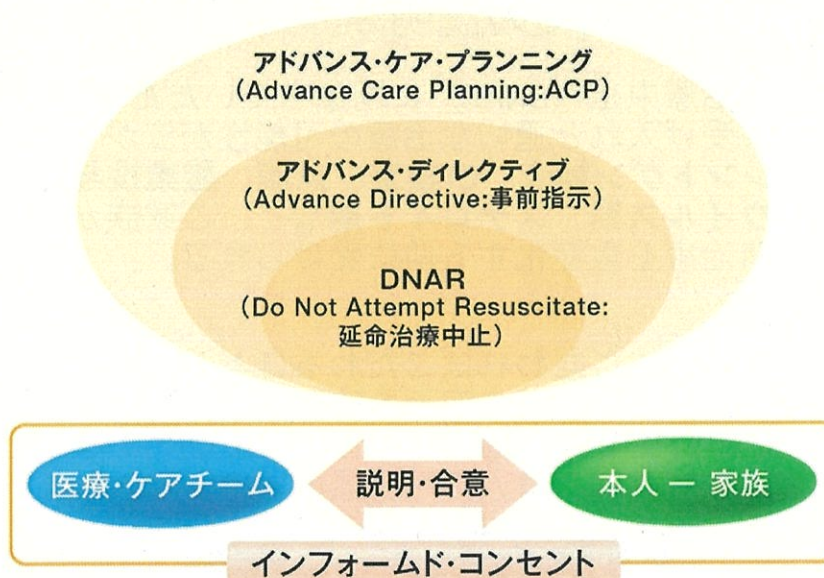 アドバンス・ケア・プランニング
(Advance Care Planning:ACP)
アドバンス・ディレクティブ
(Advance Directive:事前指示)
DNAR
(Do Not Attempt Resuscitate:
延命治療中止)
医療・ケアチーム
説明・合意
本人 ー 家族
インフォームド・コンセント